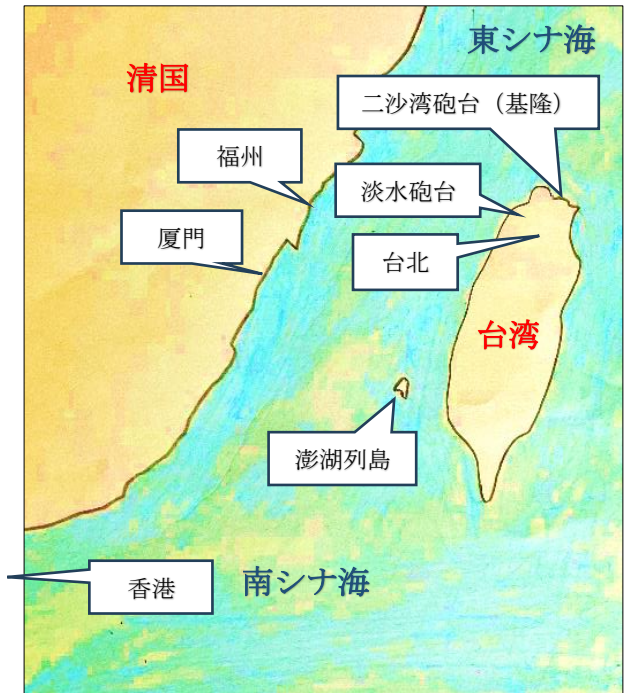 東シナ海
清国
二沙湾砲台（基隆）
福州
淡水砲台
厦門
台北
台湾
澎湖列島
香港
南シナ海